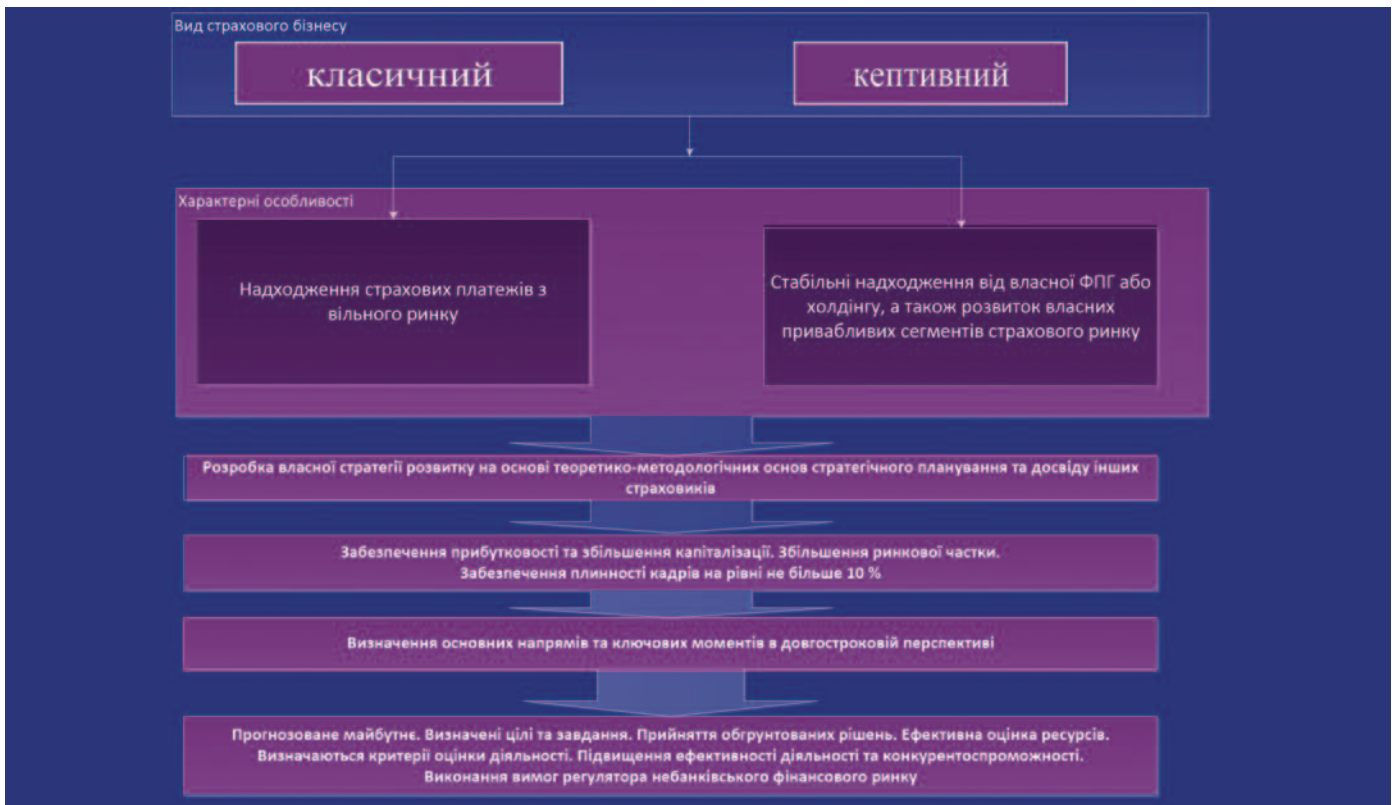 Вид страхового бізнесу
класичний
кептивний
Характерні особливості
Надходження страхових платежів з
вільного ринку
Стабільні надходження від власної ФПГ або
холдінгу, а також розвиток власних
привабливих сегментів страхового ринку
Розробка власної стратегії розвитку на основі теоретико-методологічних основ стратегічного планування та досвіду інших
страховиків
Забезпечення прибутковості та збільшення капіталізації. Збільшення ринкової частки.
Забезпечення плинності кадрів на рівні не більше 10 %
Визначення основних напрямів та ключових моментів в довгостроковій перспективі
Прогнозоване майбутнє. Визначені цілі та завдання. Прийняття обгрунтованих рішень. Ефективна оцінка ресурсів.
Визначаються критерії оцінки діяльності. Підвищення ефективності діяльності та конкурентоспроможності.
Виконання вимог регулятора небанківського фінансового ринку